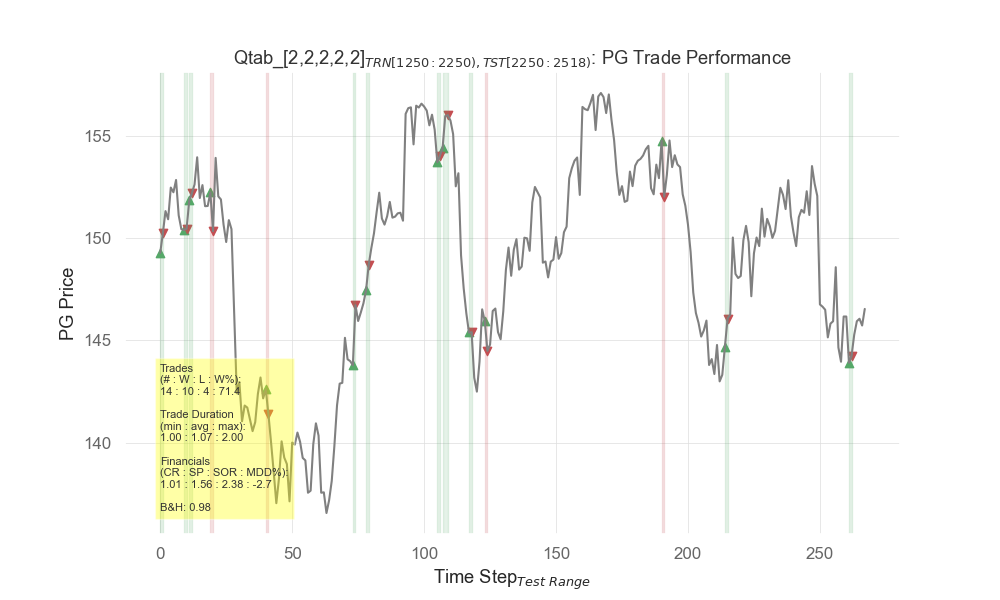 Qtab_[2,2,2,2,2]TRN[1250:2250),TST[2250:2518): PG Trade Performance
PG Price
155
150
145
140
Trades
(# : W : L : W%):
14 : 10 : 4 : 71.4
Trade Duration
(min : avg : max):
1.00 : 1.07 : 2.00
Financials
(CR : SP : SOR : MDD%):
1.01 : 1.56 : 2.38 : -2.7
B&H: 0.98
0 50 100 150 200 250
Time StepTest Range